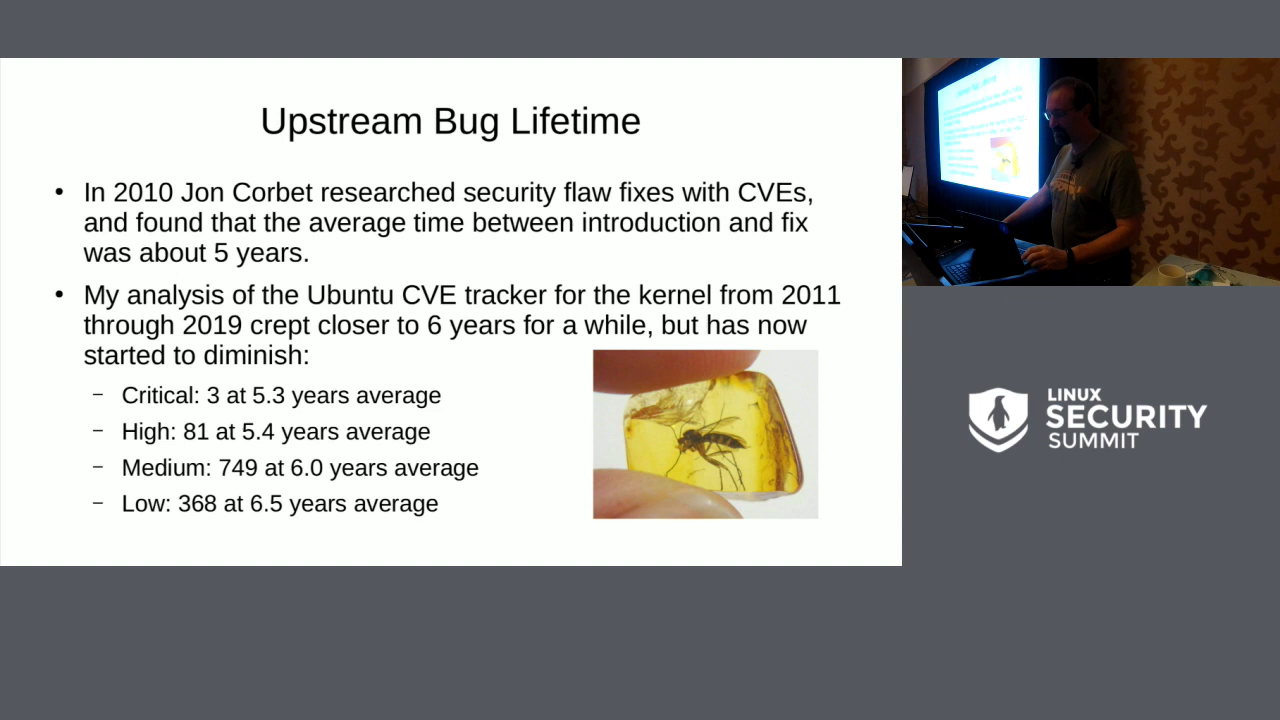 Upstream Bug Lifetime
• In 2010 Jon Corbet researched security flaw fixes with CVEs,
and found that the average time between introduction and fix
was about 5 years.
• My analysis of the Ubuntu CVE tracker for the kernel from 2011
through 2019 crept closer to 6 years for a while, but has now
started to diminish:
– Critical: 3 at 5.3 years average
– High: 81 at 5.4 years average
– Medium: 749 at 6.0 years average
– Low: 368 at 6.5 years average
LINUX
SECURITY
SUMMIT